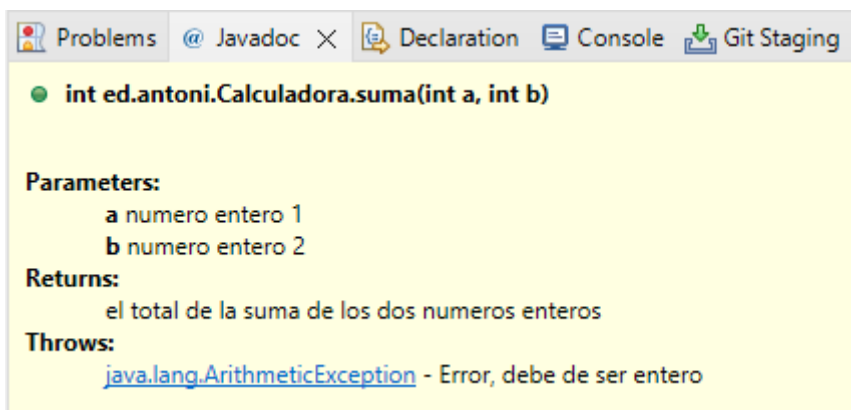 Problems @ Javadoc Declaration Console Git Staging
int ed.antoni.Calculadora.suma(int a, int b)
Parameters:
a numero entero 1
b numero entero 2
Returns:
el total de la suma de los dos numeros enteros
Throws:
java.lang.ArithmeticException - Error, debe de ser entero